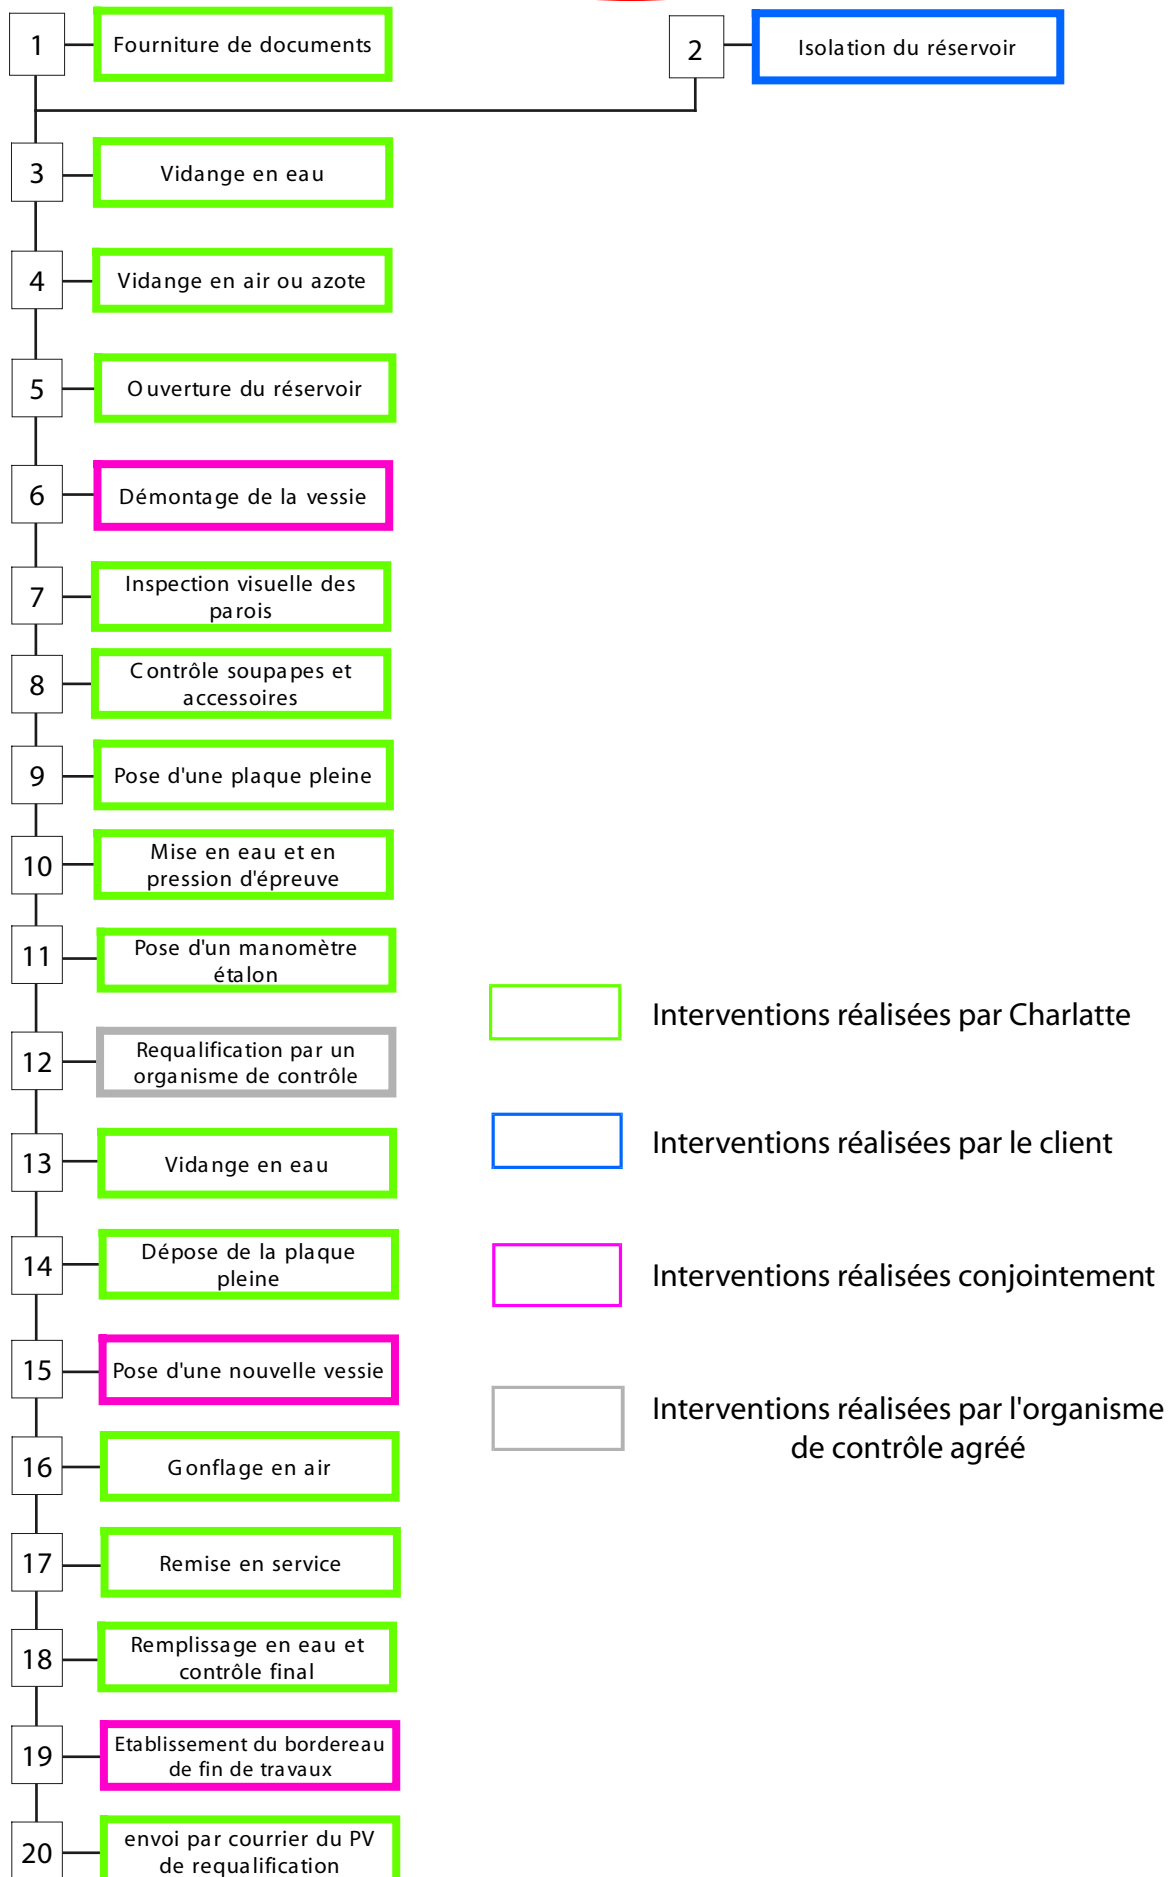 1
Fourniture de documents
2
Isolation du réservoir
3
Vidange en eau
4
Vidange en air ou azote
5
Ouverture du réservoir
6
Démontage de la vessie
7
Inspection visuelle des
parois
8
Contrôle soupapes et
accessoires
9
Pose d'une plaque pleine
10
Mise en eau et en
pression d'épreuve
11
Pose d'un manomètre
étalon
12
Requalification par un
organisme de contrôle
13
Vidange en eau
14
Dépose de la plaque
pleine
15
Pose d'une nouvelle vessie
16
Gonflage en air
17
Remise en service
18
Remplissage en eau et
contrôle final
19
Etablissement du bordereau
de fin de travaux
20
envoi par courrier du PV
de requalification
Interventions réalisées par Charlatte
Interventions réalisées par le client
Interventions réalisées conjointement
Interventions réalisées par l'organisme
de contrôle agréé